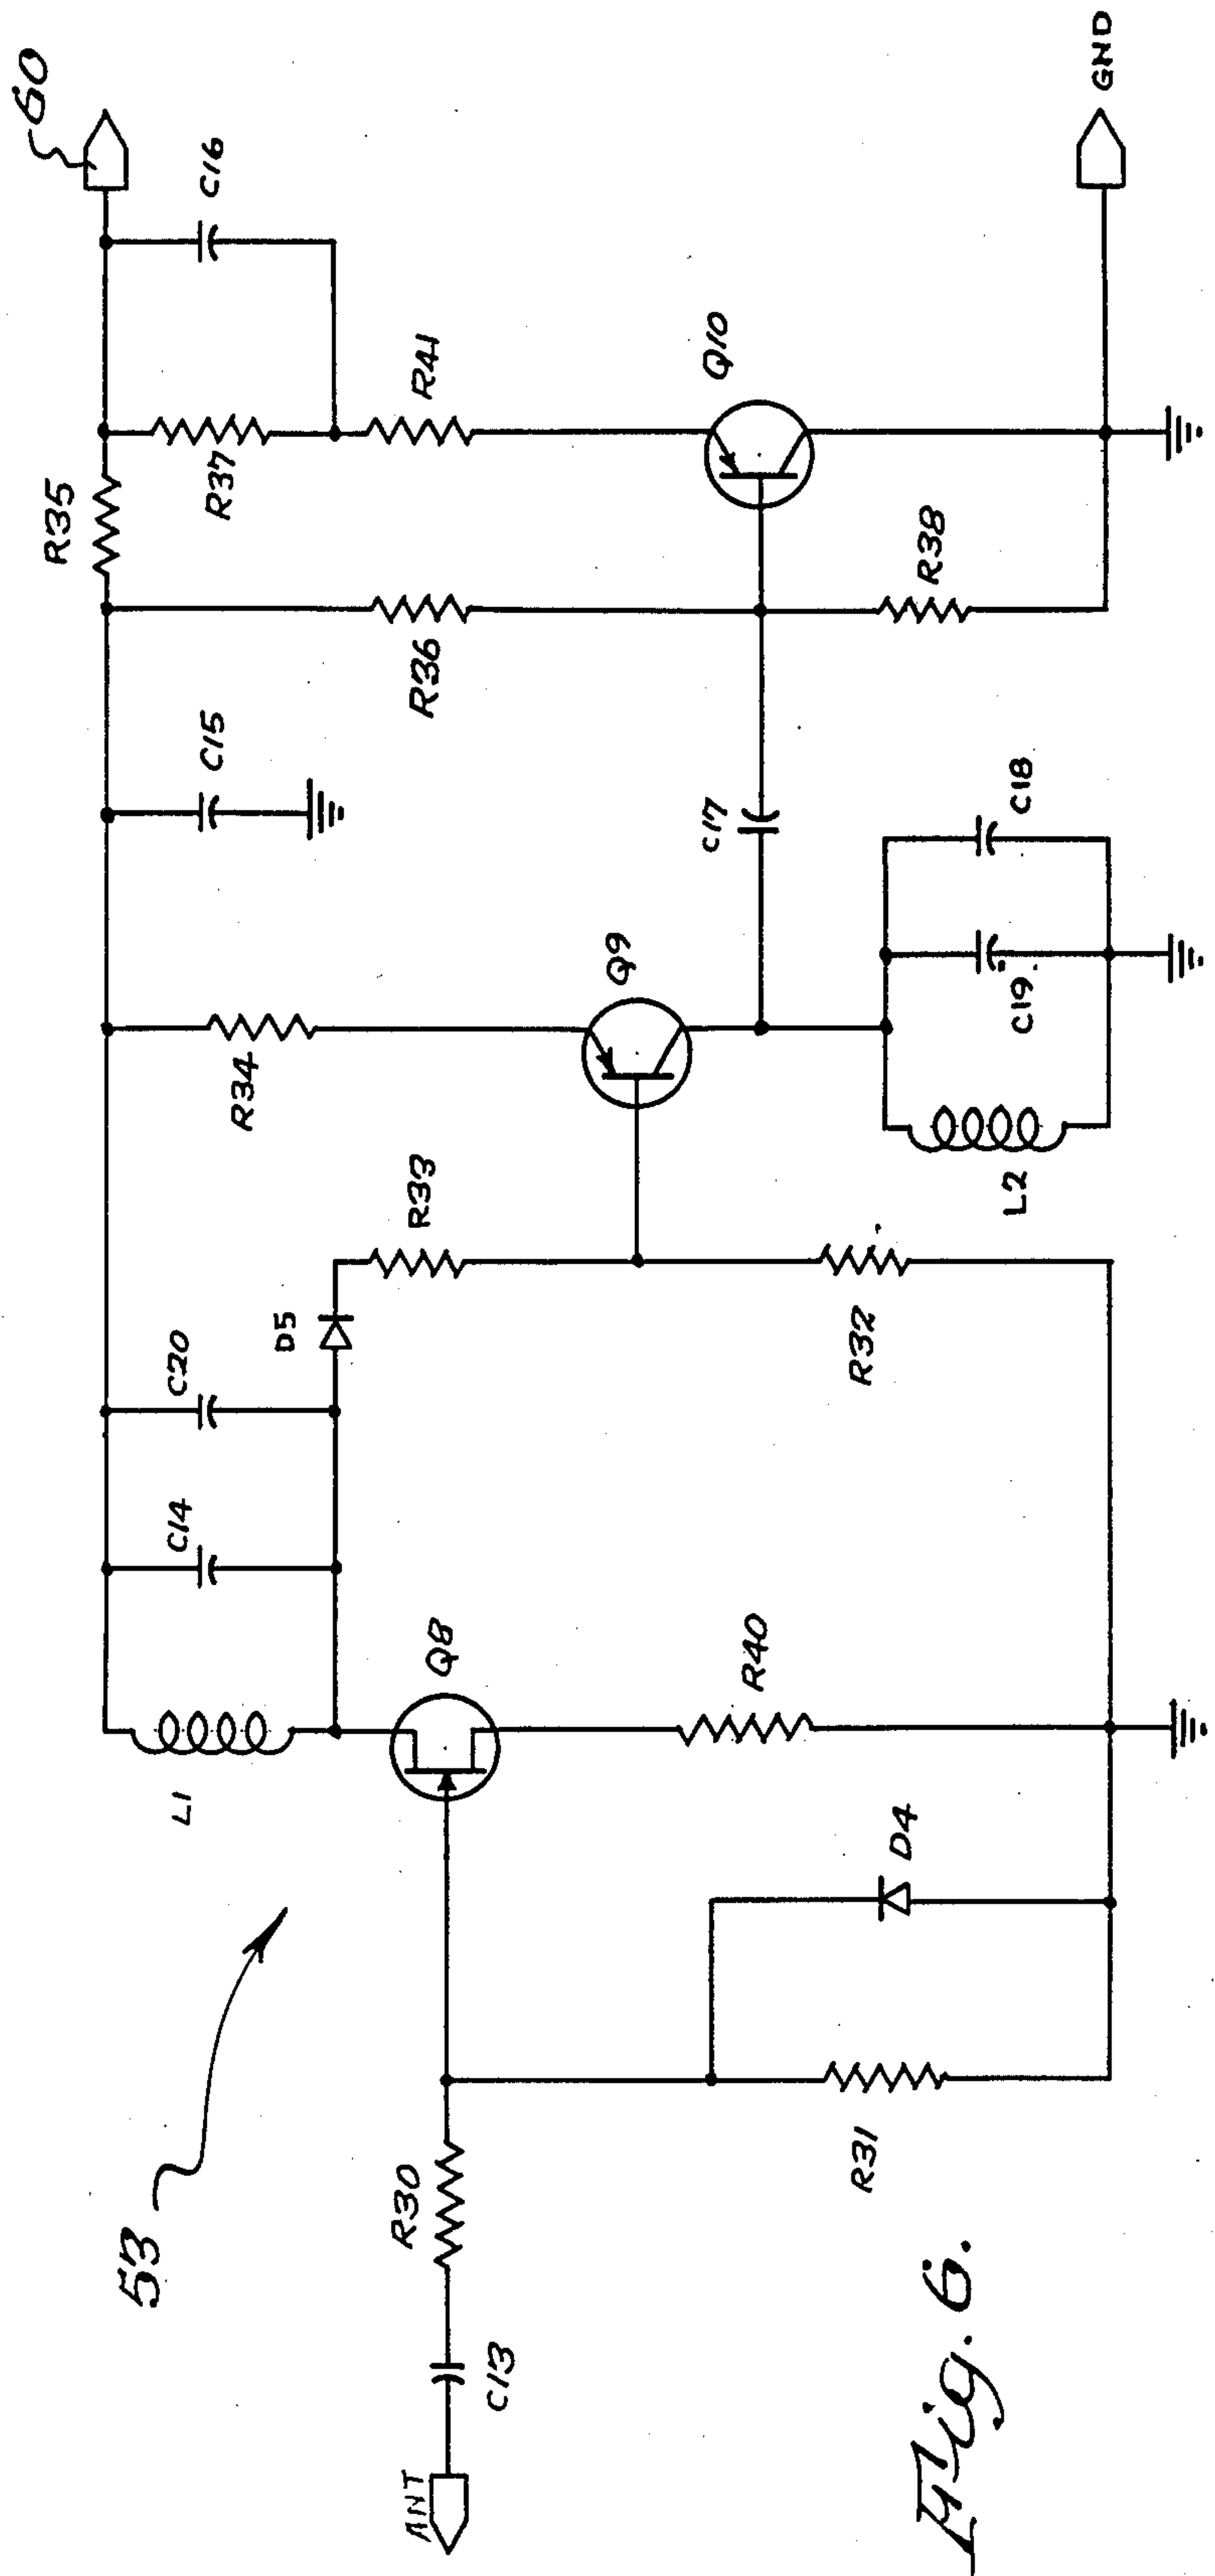 53
60
L1
C14
C20
D5
R33
R34
C15
R35
R36
R37
C16
R41
Q8
Q9
Q10
ANT
C13
R30
R31
D4
R40
R32
L2
C19
C18
C17
R38
GND
Fig. 6.